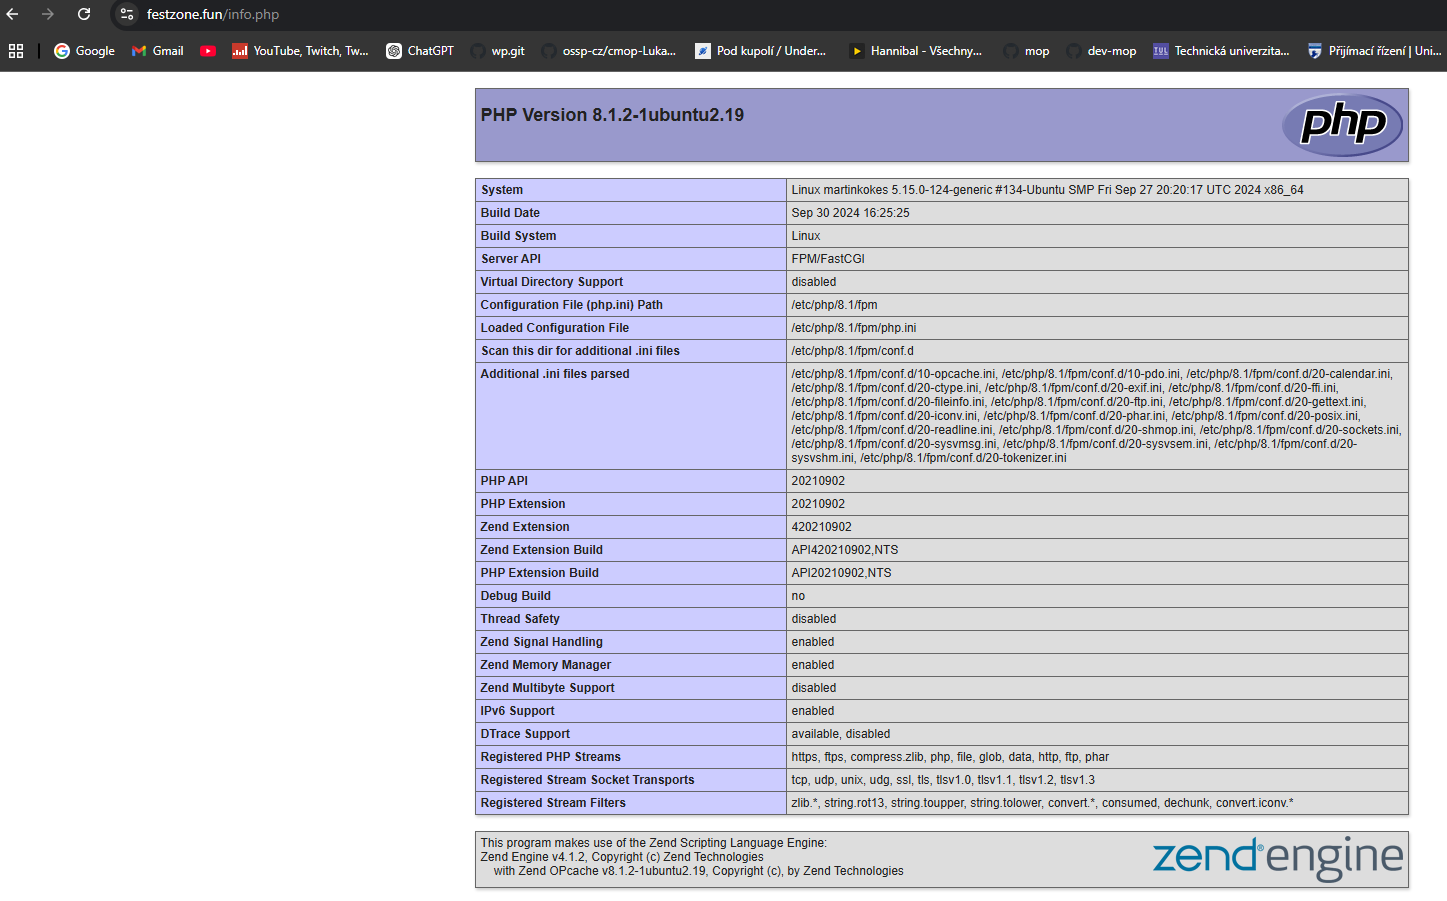 festzone.fun/info.php
Google Gmail YouTube, Twitch, Tw... ChatGPT wp.git ossp-cz/cmop-Luka... Pod kupolí / Under... Hannibal - Všechny... mop dev-mop TUL Technická univerzita... Přijímací řízení | Uni...
PHP Version 8.1.2-1ubuntu2.19
php
System Linux martinkokes 5.15.0-124-generic #134-Ubuntu SMP Fri Sep 27 20:20:17 UTC 2024 x86_64
Build Date Sep 30 2024 16:25:25
Build System Linux
Server API FPM/FastCGI
Virtual Directory Support disabled
Configuration File (php.ini) Path /etc/php/8.1/fpm
Loaded Configuration File /etc/php/8.1/fpm/php.ini
Scan this dir for additional .ini files /etc/php/8.1/fpm/conf.d
Additional .ini files parsed /etc/php/8.1/fpm/conf.d/10-opcache.ini, /etc/php/8.1/fpm/conf.d/10-pdo.ini, /etc/php/8.1/fpm/conf.d/20-calendar.ini,
/etc/php/8.1/fpm/conf.d/20-ctype.ini, /etc/php/8.1/fpm/conf.d/20-exif.ini, /etc/php/8.1/fpm/conf.d/20-ffi.ini,
/etc/php/8.1/fpm/conf.d/20-fileinfo.ini, /etc/php/8.1/fpm/conf.d/20-ftp.ini, /etc/php/8.1/fpm/conf.d/20-gettext.ini,
/etc/php/8.1/fpm/conf.d/20-iconv.ini, /etc/php/8.1/fpm/conf.d/20-phar.ini, /etc/php/8.1/fpm/conf.d/20-posix.ini,
/etc/php/8.1/fpm/conf.d/20-readline.ini, /etc/php/8.1/fpm/conf.d/20-shmop.ini, /etc/php/8.1/fpm/conf.d/20-sockets.ini,
/etc/php/8.1/fpm/conf.d/20-sysvmsg.ini, /etc/php/8.1/fpm/conf.d/20-sysvsem.ini, /etc/php/8.1/fpm/conf.d/20-
sysvshm.ini, /etc/php/8.1/fpm/conf.d/20-tokenizer.ini
PHP API 20210902
PHP Extension 20210902
Zend Extension 420210902
Zend Extension Build API420210902,NTS
PHP Extension Build API20210902,NTS
Debug Build no
Thread Safety disabled
Zend Signal Handling enabled
Zend Memory Manager enabled
Zend Multibyte Support disabled
IPv6 Support enabled
DTrace Support available, disabled
Registered PHP Streams https, ftps, compress.zlib, php, file, glob, data, http, ftp, phar
Registered Stream Socket Transports tcp, udp, unix, udg, ssl, tls, tlsv1.0, tlsv1.1, tlsv1.2, tlsv1.3
Registered Stream Filters zlib.*, string.rot13, string.toupper, string.tolower, convert.*, consumed, dechunk, convert.iconv.*
This program makes use of the Zend Scripting Language Engine:
Zend Engine v4.1.2, Copyright (c) Zend Technologies
with Zend OPcache v8.1.2-1ubuntu2.19, Copyright (c), by Zend Technologies
zend®engine